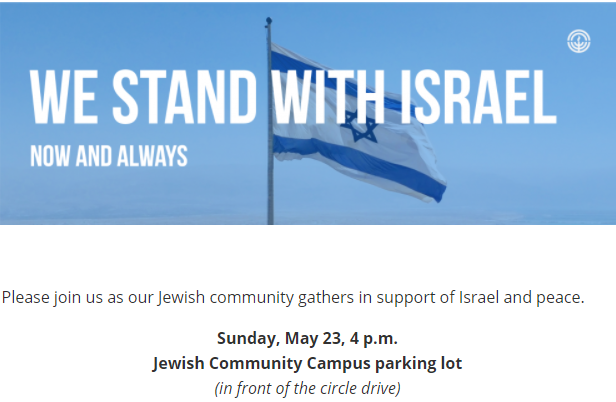 WE STAND WITH ISRAEL
NOW AND ALWAYS
Please join us as our Jewish community gathers in support of Israel and peace.
Sunday, May 23, 4 p.m.
Jewish Community Campus parking lot
(in front of the circle drive)